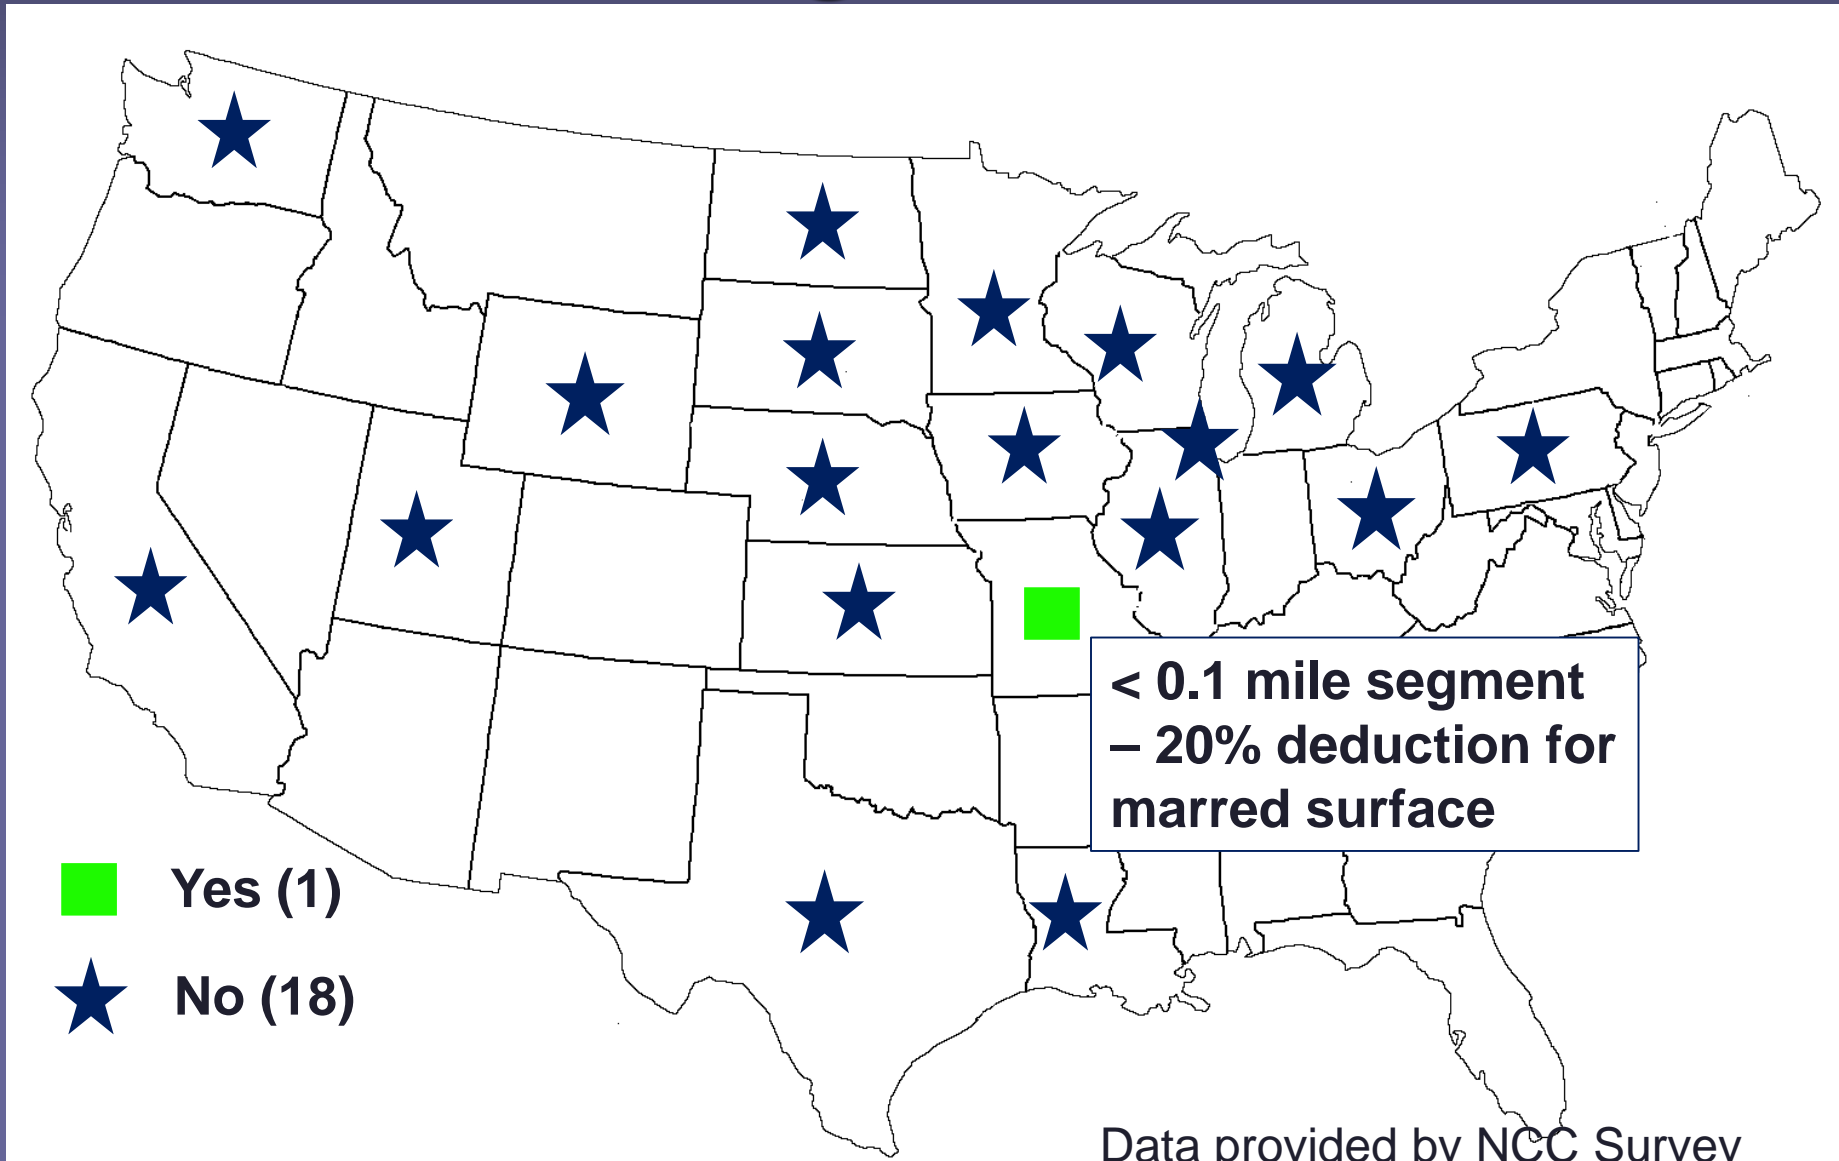 < 0.1 mile segment
– 20% deduction for
marred surface
Yes (1)
No (18)
Data provided by NCC Survey